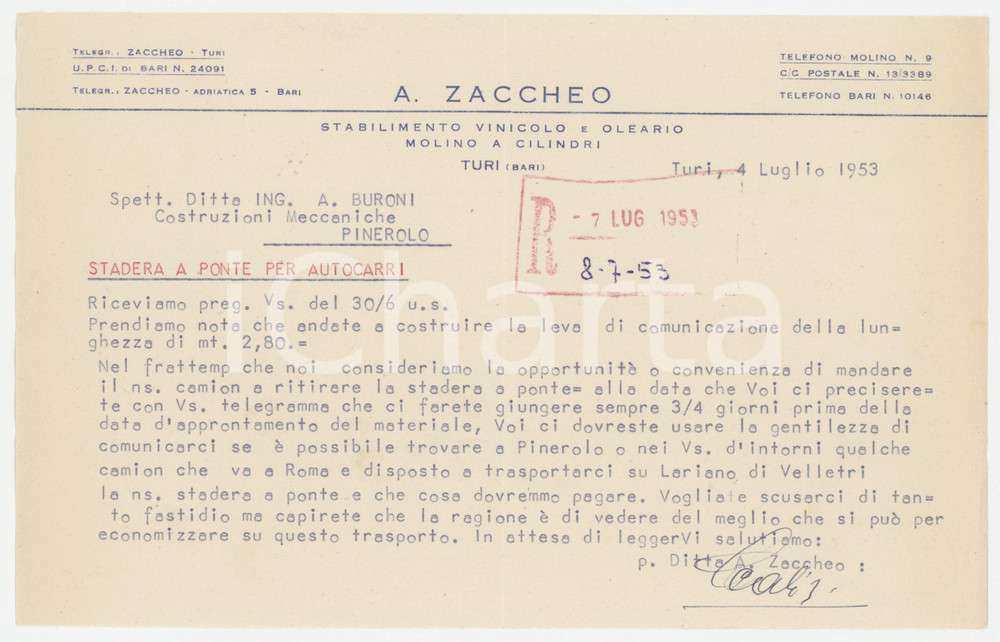 TELEGR.: ZACCHEO - TURI
U.P.C.I. DI BARI N. 24091
TELEGR.: ZACCHEO - ADRIATICA 5 - BARI
TELEFONO MOLINO N. 9
C/C POSTALE N. 13/3389
TELEFONO BARI N. 10146
A. ZACCHEO
STABILIMENTO VINICOLO E OLEARIO
MOLINO A CILINDRI
TURI (BARI)
Turi, 4 Luglio 1953
Spett. Ditta ING. A. BURONI
Costruzioni Meccaniche
PINEROLO
R - 7 LUG 1953
8-7-53
STADERA A PONTE PER AUTOCARRI
Riceviamo preg. Vs. del 30/6 u.s.
Prendiamo nota che andate a costruire la leva di comunicazione della lun=
ghezza di mt. 2,80.=
Nel frattemp che noi consideriamo la opportunità o convenienza di mandare
il ns. camion a ritirare la stadera a ponte= alla data che Voi ci precisere=
te con Vs. telegramma che ci farete giungere sempre 3/4 giorni prima della
data d'approntamento del materiale, Voi ci dovreste usare la gentilezza di
comunicarci se è possibile trovare a Pinerolo o nei Vs. d'intorni qualche
camion che va a Roma e disposto a trasportarci su Lariano di Velletri
la ns. stadera a ponte e che cosa dovremmo pagare. Vogliate scusarci di tan=
to fastidio ma capirete che la ragione è di vedere del meglio che si può per
economizzare su questo trasporto. In attesa di leggerVi salutiamo:
p. Ditta A. Zaccheo :
iCharta